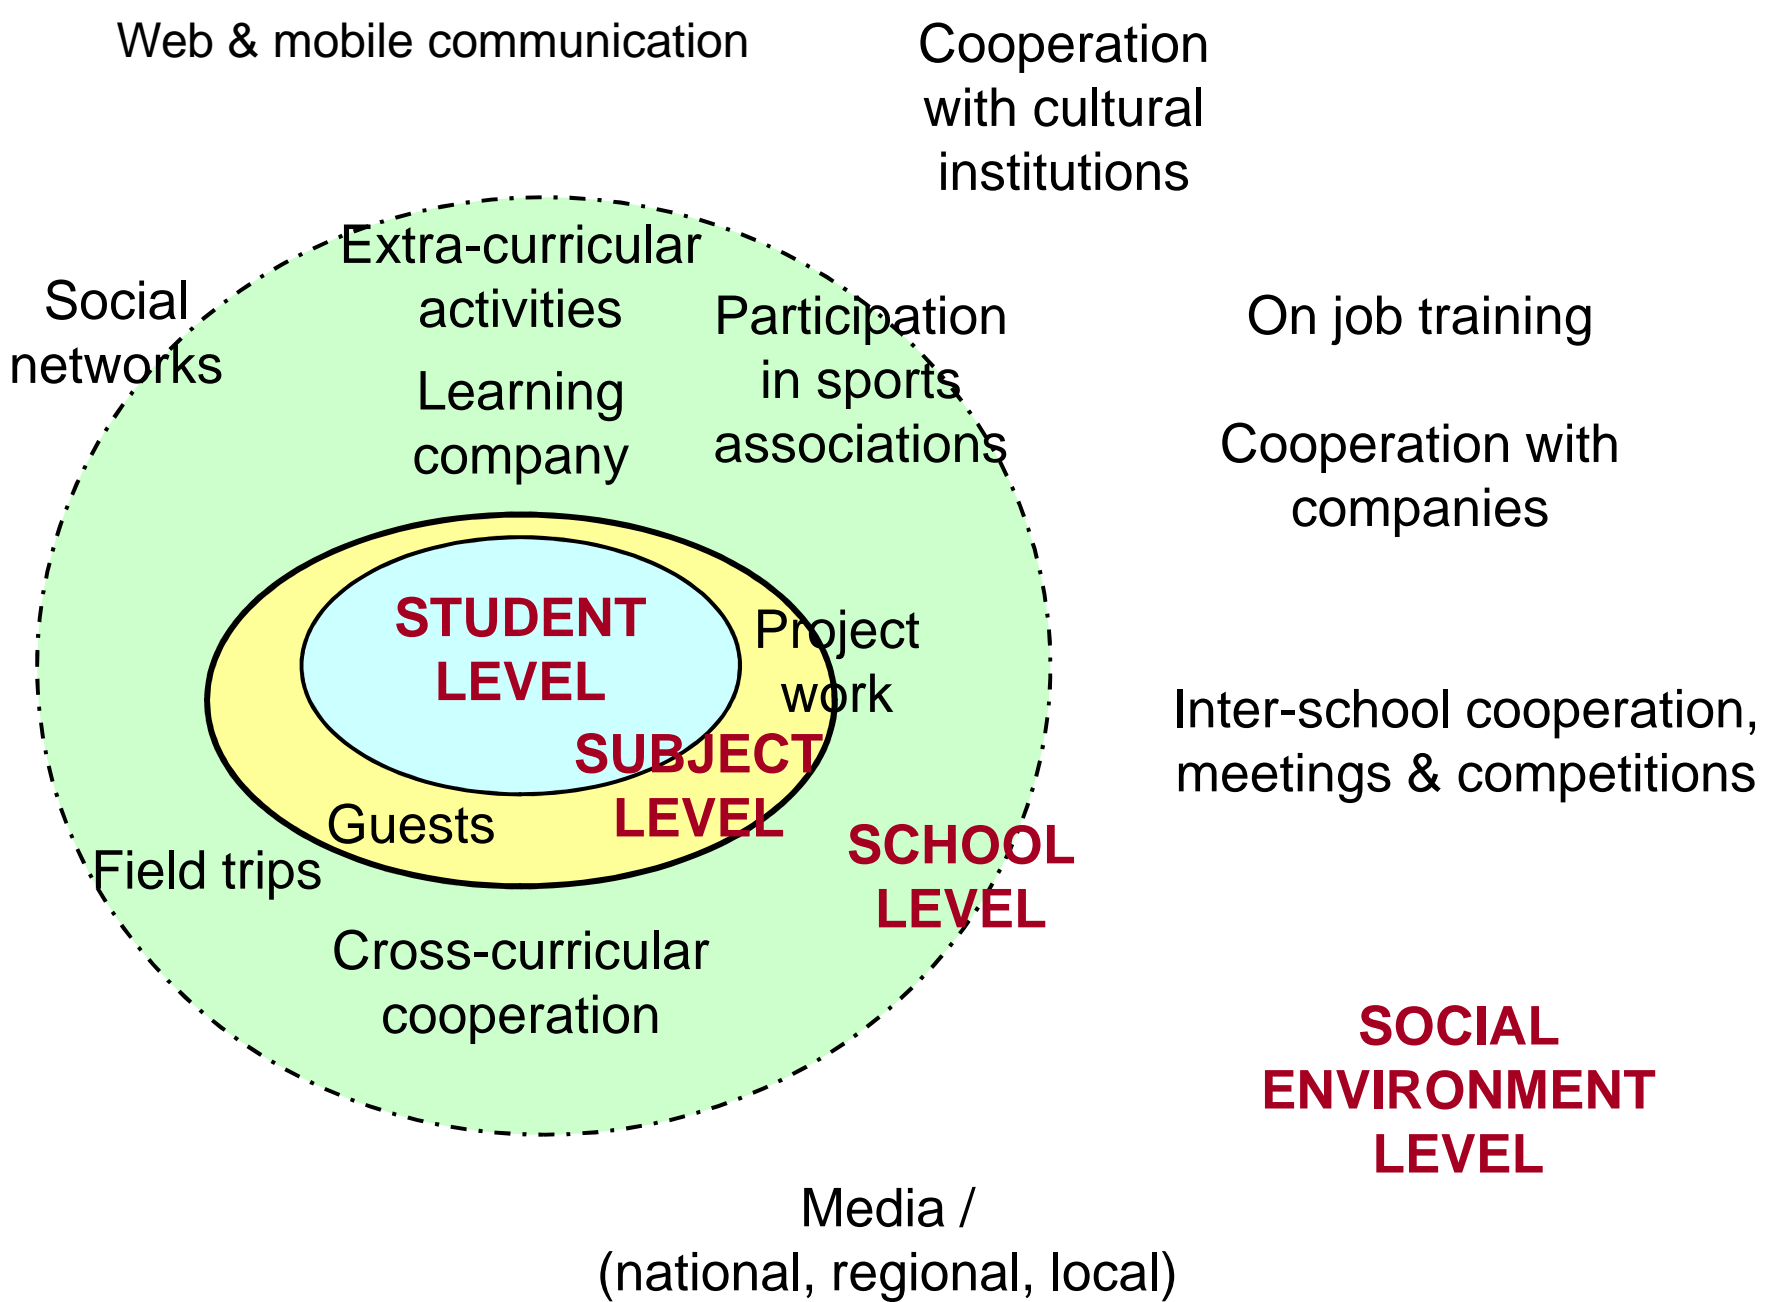 Web & mobile communication
Cooperation
with cultural
institutions
Extra-curricular
activities
Social
networks
Participation
in sports
associations
On job training
Learning
company
Cooperation with
companies
STUDENT
LEVEL
Project
work
SUBJECT
LEVEL
Inter-school cooperation,
meetings & competitions
Guests
Field trips
SCHOOL
LEVEL
Cross-curricular
cooperation
SOCIAL
ENVIRONMENT
LEVEL
Media /
(national, regional, local)